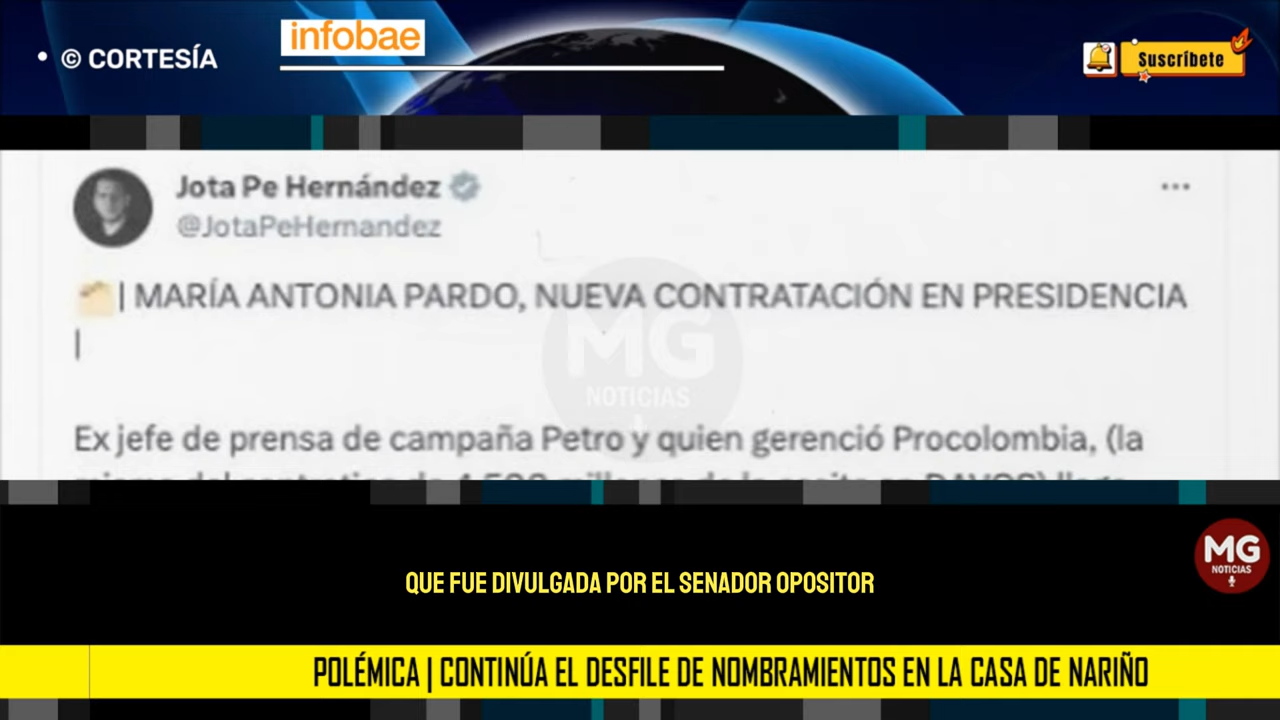 • © CORTESÍA
infobae
Suscríbete
Jota Pe Hernández
@JotaPeHernandez
| MARÍA ANTONIA PARDO, NUEVA CONTRATACIÓN EN PRESIDENCIA
|
MG
NOTICIAS
Ex jefe de prensa de campaña Petro y quien gerenció Procolombia, (la
MG
NOTICIAS
QUE FUE DIVULGADA POR EL SENADOR OPOSITOR
POLÉMICA | CONTINÚA EL DESFILE DE NOMBRAMIENTOS EN LA CASA DE NARIÑO